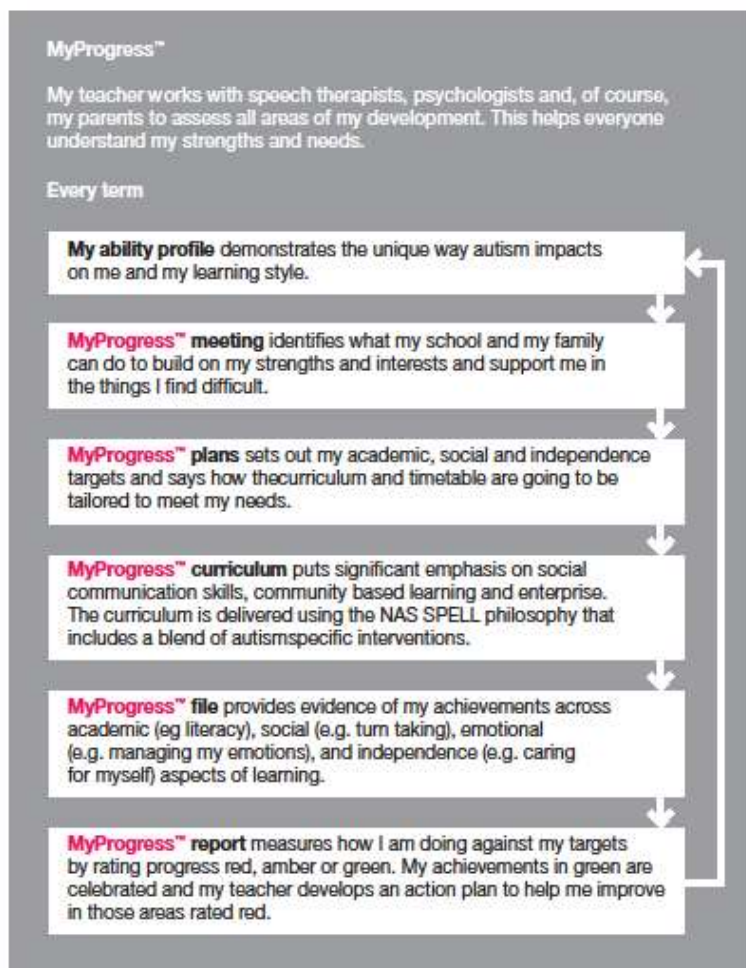 MyProgress™
My teacher works with speech therapists, psychologists and, of course,
my parents to assess all areas of my development. This helps everyone
understand my strengths and needs.
Every term
My ability profile demonstrates the unique way autism impacts
on me and my learning style.
MyProgress™ meeting identifies what my school and my family
can do to build on my strengths and interests and support me in
the things I find difficult.
MyProgress™ plans sets out my academic, social and independence
targets and says how thecurriculum and timetable are going to be
tailored to meet my needs.
MyProgress™ curriculum puts significant emphasis on social
communication skills, community based learning and enterprise.
The curriculum is delivered using the NAS SPELL philosophy that
includes a blend of autismspecific interventions.
MyProgress™ file provides evidence of my achievements across
academic (eg literacy), social (e.g. turn taking), emotional
(e.g. managing my emotions), and independence (e.g. caring
for myself) aspects of learning.
MyProgress™ report measures how I am doing against my targets
by rating progress red, amber or green. My achievements in green are
celebrated and my teacher develops an action plan to help me improve
in those areas rated red.